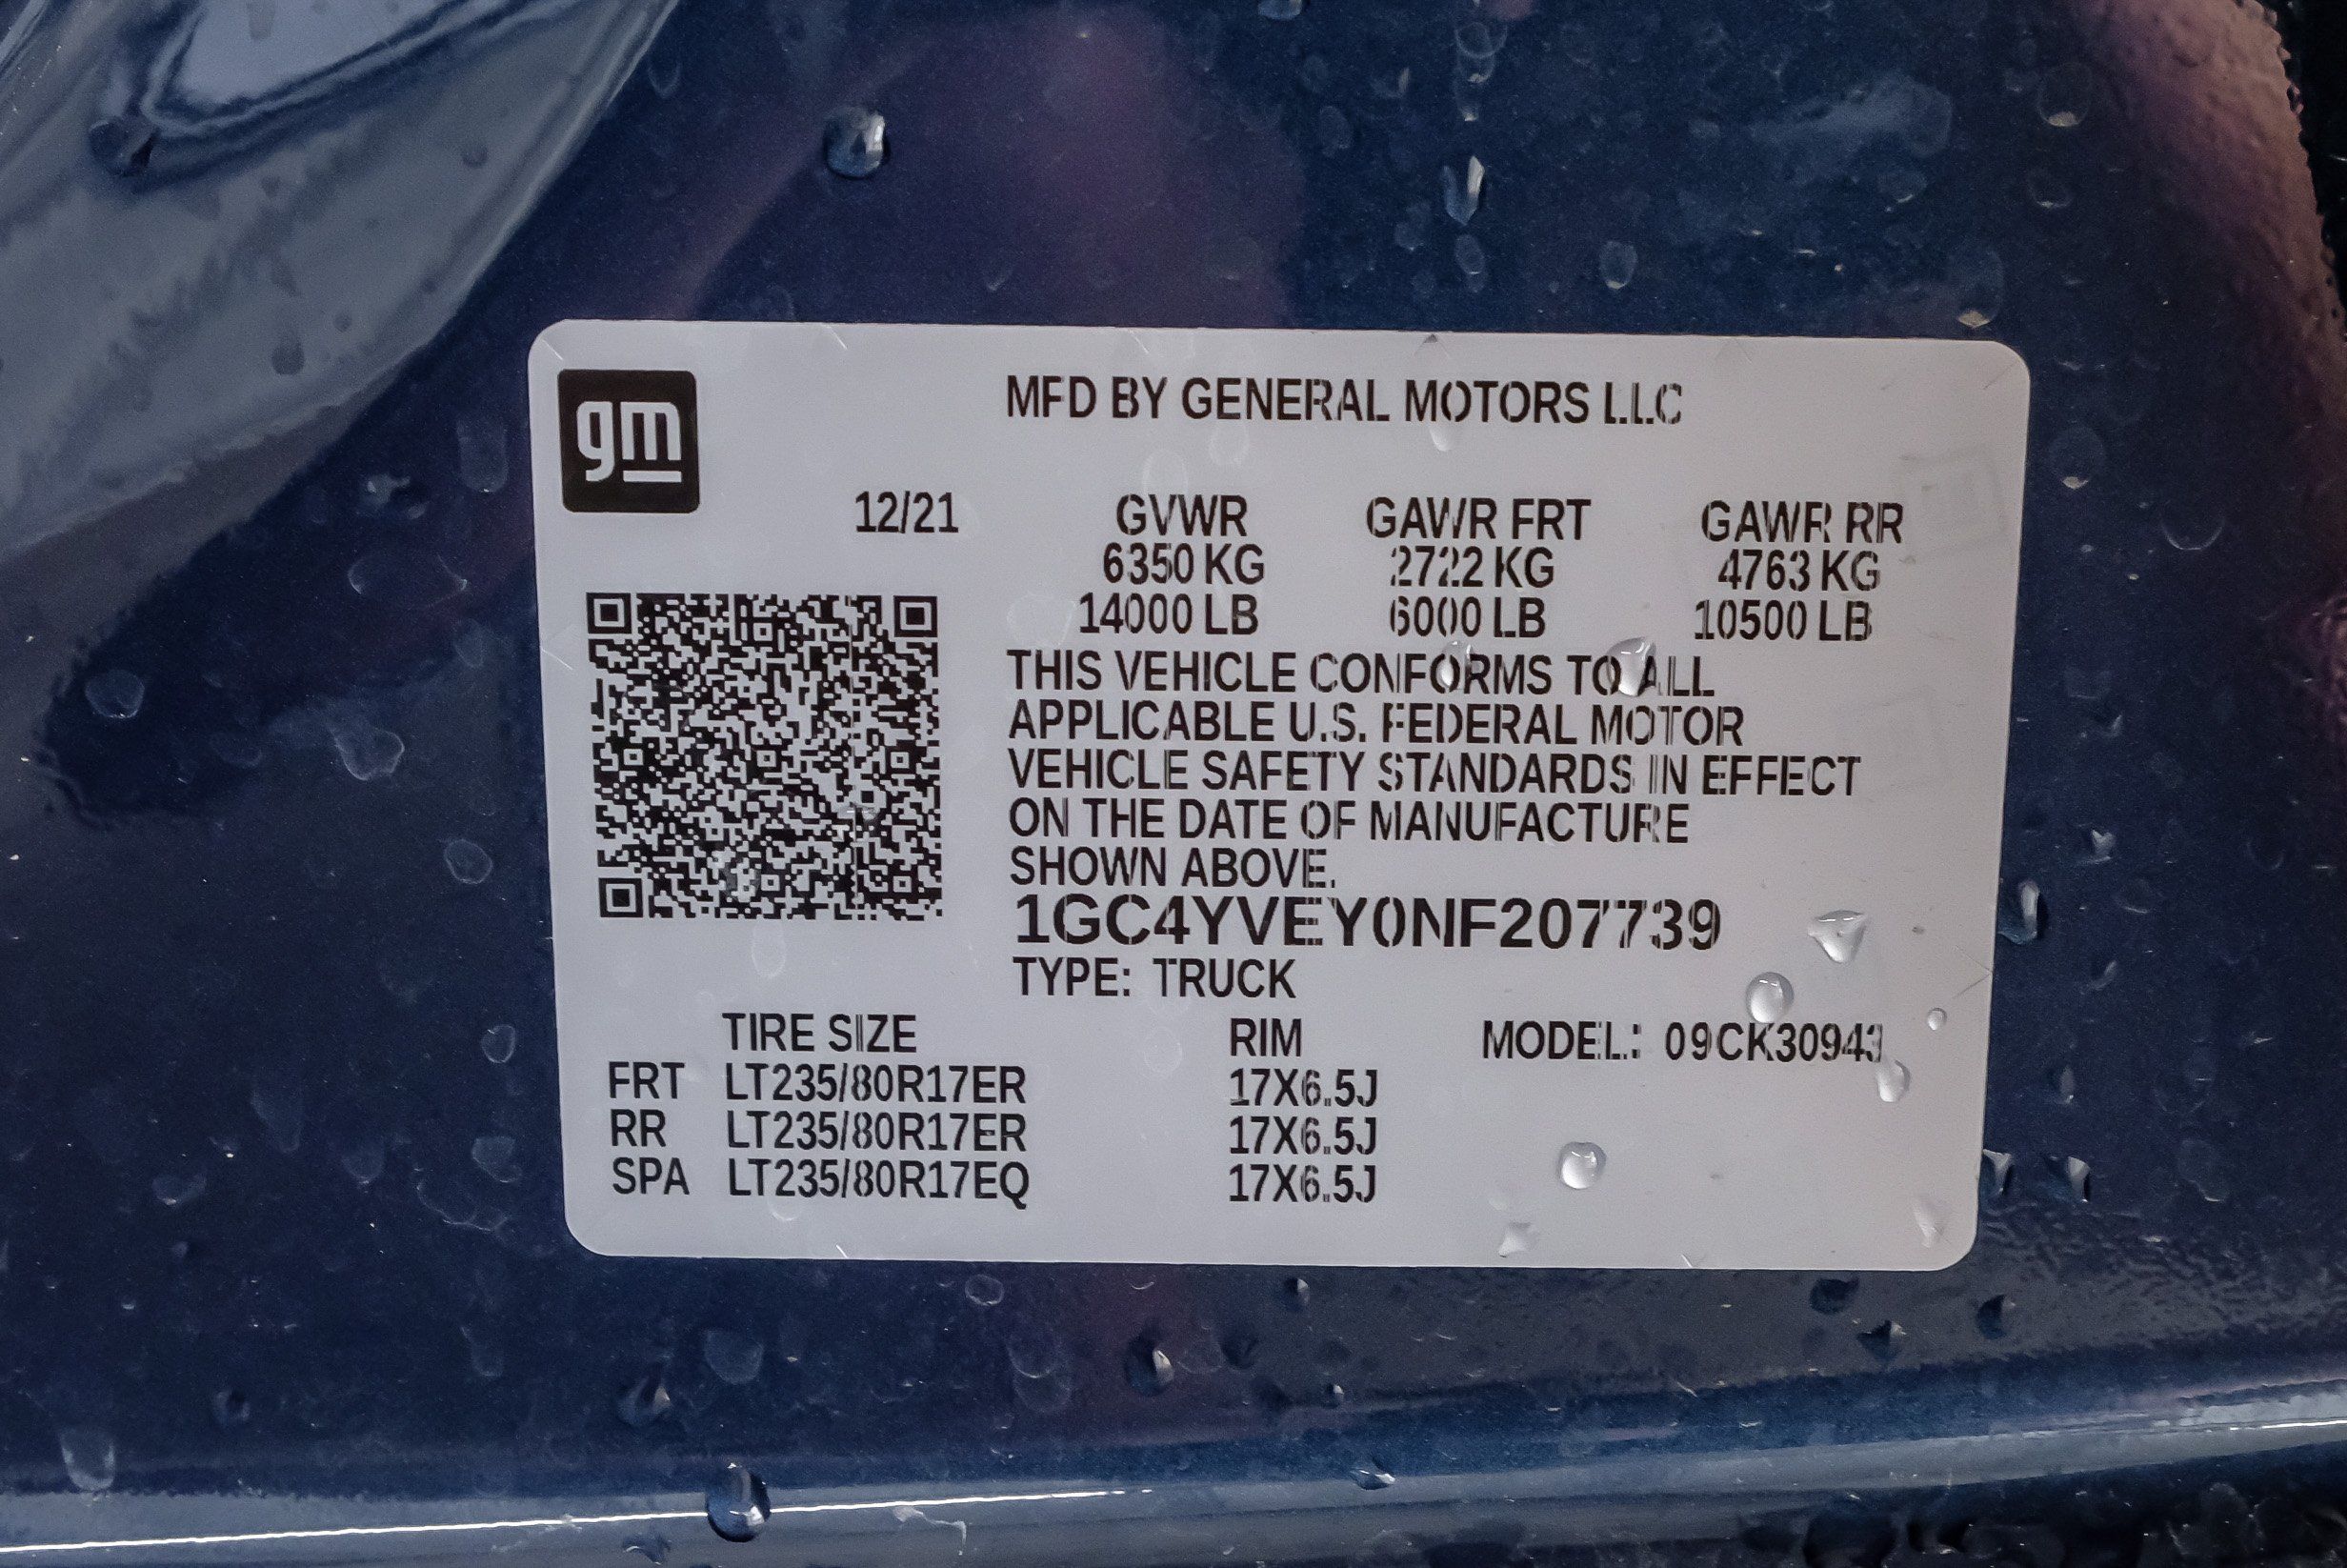 gm
MFD BY GENERAL MOTORS LLC
12/21 GVWR GAWR FRT GAWR RR
6350 KG 2722 KG 4763 KG
14000 LB 6000 LB 10500 LB
THIS VEHICLE CONFORMS TO ALL
APPLICABLE U.S. FEDERAL MOTOR
VEHICLE SAFETY STANDARDS IN EFFECT
ON THE DATE OF MANUFACTURE
SHOWN ABOVE.
1GC4YVEY0NF207739
TYPE: TRUCK
TIRE SIZE RIM MODEL: 09CK30943
FRT LT235/80R17ER 17X6.5J
RR LT235/80R17ER 17X6.5J
SPA LT235/80R17EQ 17X6.5J